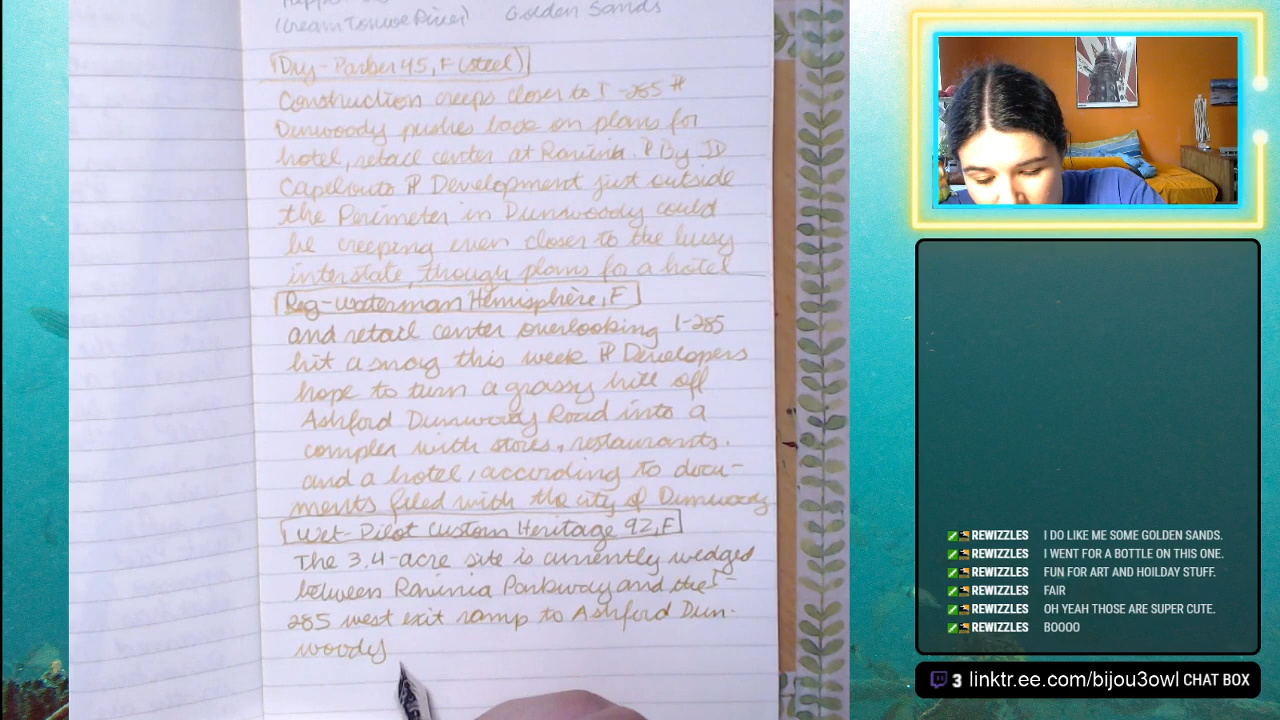 (Cream Tongue River) Golden Sands
Dry-Parker 45, F (steel)
Construction creeps closer to I-285 ¶
Dunwoody pushes back on plans for
hotel, retail center at Ravinia. ¶ By JD
Capelouto ¶ Development just outside
the Perimeter in Dunwoody could
be creeping even closer to the busy
interstate, though plans for a hotel
Reg-Waterman Hemisphère, F
and retail center overlooking I-285
hit a snag this week ¶ Developers
hope to turn a grassy hill off
Ashford Dunwoody Road into a
complex with stores, restaurants.
and a hotel, according to docu-
ments filed with the city of Dunwoody
Wet-Pilot Custom Heritage 92, F
The 3.4-acre site is currently wedges
between Ravinia Parkway and the I-
285 west exit ramp to Ashford Dun-
woody
REWIZZLES I DO LIKE ME SOME GOLDEN SANDS.
REWIZZLES I WENT FOR A BOTTLE ON THIS ONE.
REWIZZLES FUN FOR ART AND HOILDAY STUFF.
REWIZZLES FAIR
REWIZZLES OH YEAH THOSE ARE SUPER CUTE.
REWIZZLES BOOOO
3 linktr.ee.com/bijou3owl CHAT BOX